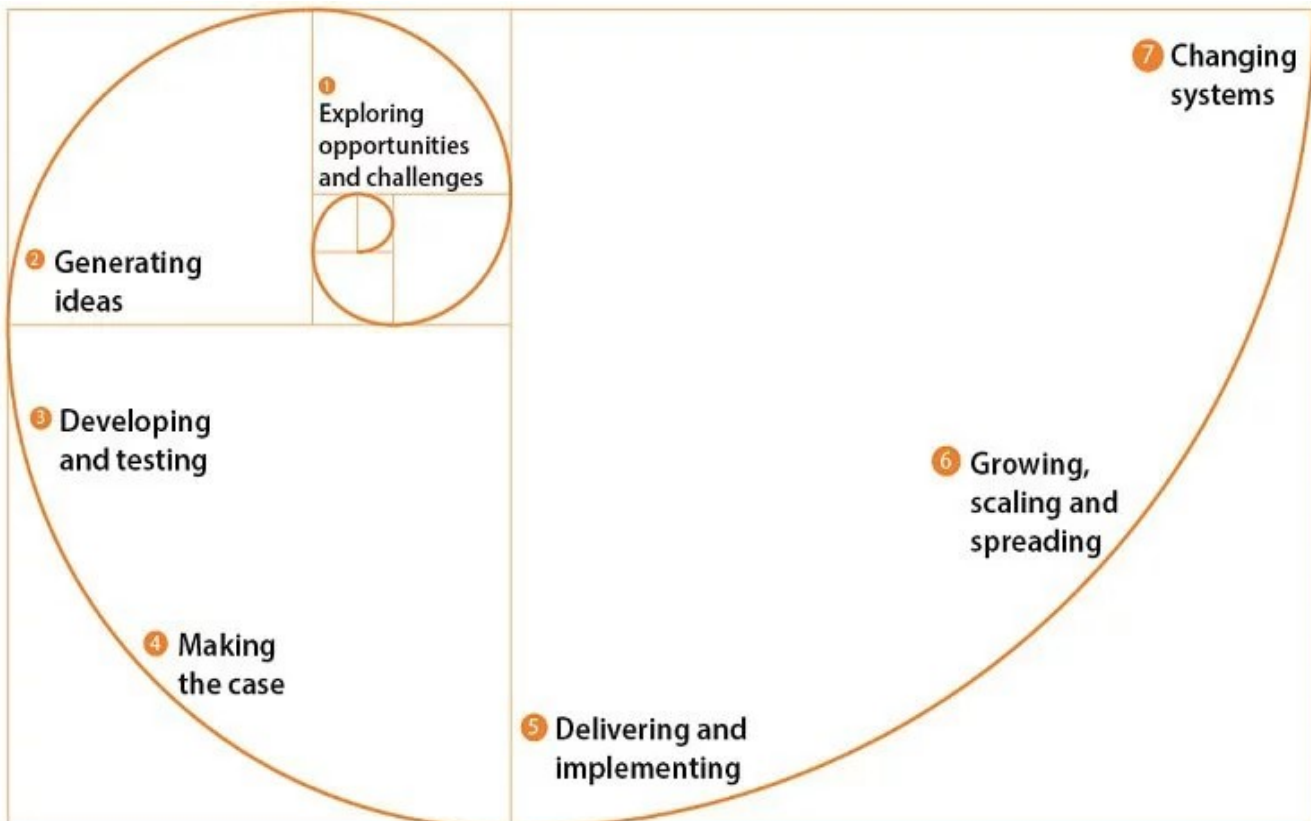 1
Exploring
opportunities
and challenges
2 Generating
ideas
3 Developing
and testing
4 Making
the case
5 Delivering and
implementing
6 Growing,
scaling and
spreading
7 Changing
systems